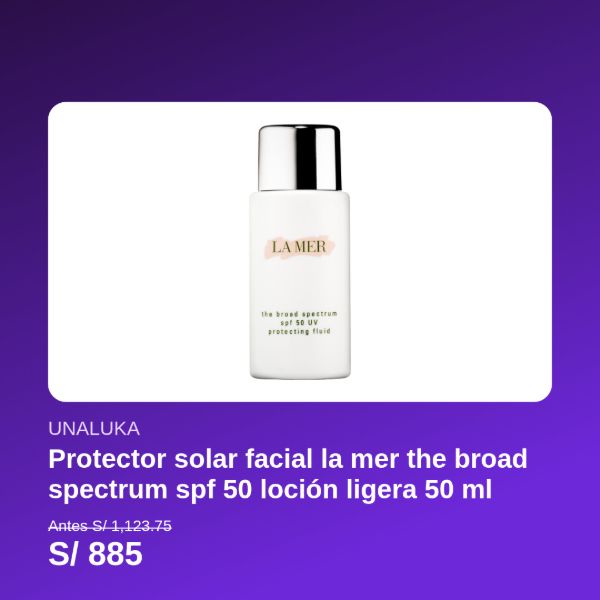 LA MER
the broad spectrum
spf 50 UV
protecting fluid
UNALUKA
Protector solar facial la mer the broad
spectrum spf 50 loción ligera 50 ml
Antes S/ 1,123.75
S/ 885